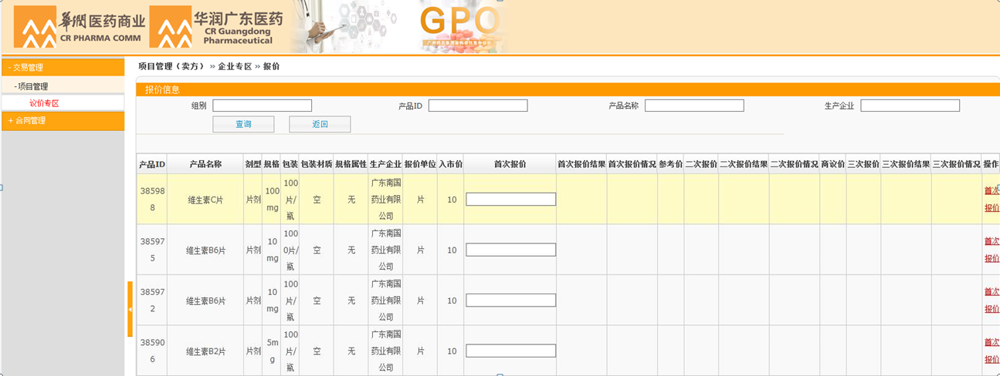 華潤医药商业
CR PHARMA COMM
华润广东医药
CR Guangdong
Pharmaceutical
GPO
- 交易管理
- 项目管理
议价专区
+ 合同管理
项目管理（卖方） » 企业专区 » 报价
报价信息
组别 产品ID 产品名称 生产企业
查询 返回
产品ID 产品名称 剂型 规格 包装 包装材质 规格属性 生产企业 报价单位 入市价 首次报价 首次报价结果 首次报价情况 参考价 二次报价 二次报价结果 二次报价情况 商议价 三次报价 三次报价结果 三次报价情况 操作
385988 维生素C片 片剂 100mg 100片/瓶 空 无 广东南国药业有限公司 片 10 首次报价
385975 维生素B6片 片剂 10mg 1000片/瓶 空 无 广东南国药业有限公司 片 10 首次报价
385972 维生素B6片 片剂 10mg 100片/瓶 空 无 广东南国药业有限公司 片 10 首次报价
385906 维生素B2片 片剂 5mg 100片/瓶 空 无 广东南国药业有限公司 片 10 首次报价